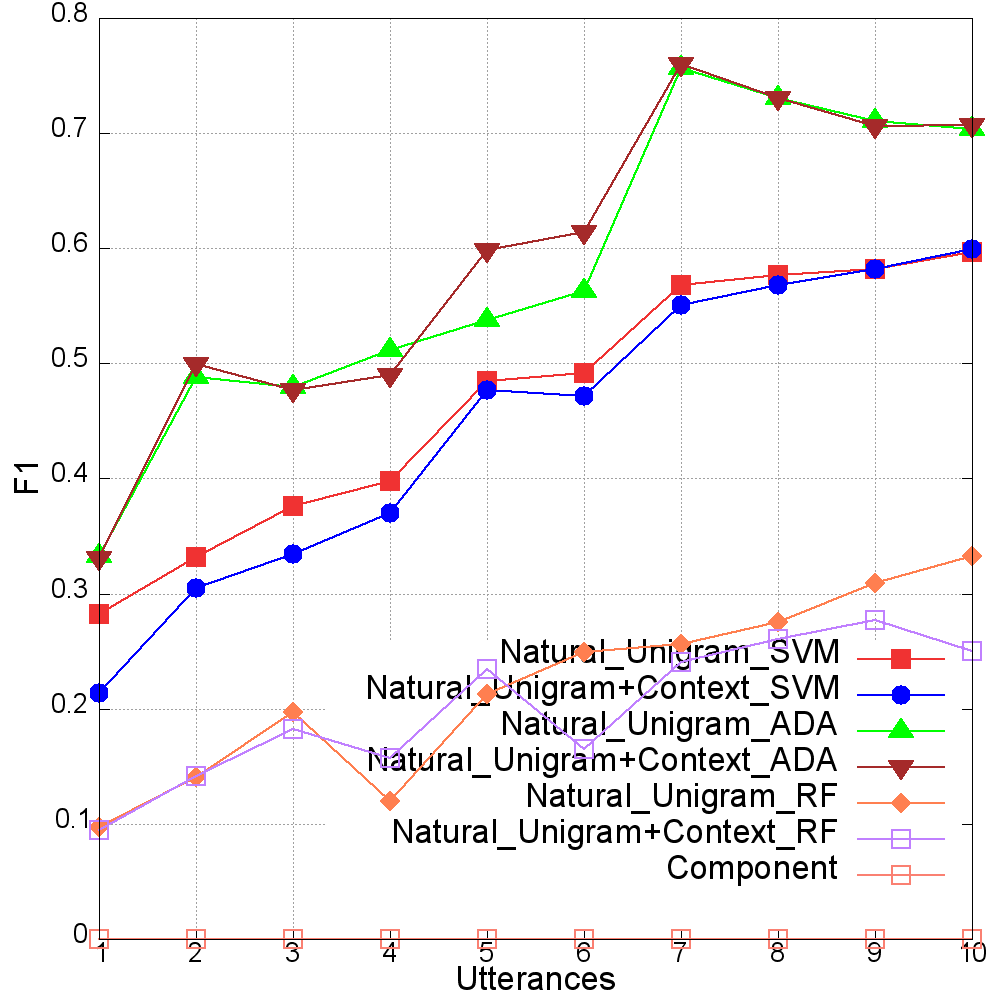 0.8
0.7
0.6
0.5
0.4
0.3
0.2
0.1
0
F1
Natural_Unigram_SVM
Natural_Unigram+Context_SVM
Natural_Unigram_ADA
Natural_Unigram+Context_ADA
Natural_Unigram_RF
Natural_Unigram+Context_RF
Component
1 2 3 4 5 6 7 8 9 10
Utterances